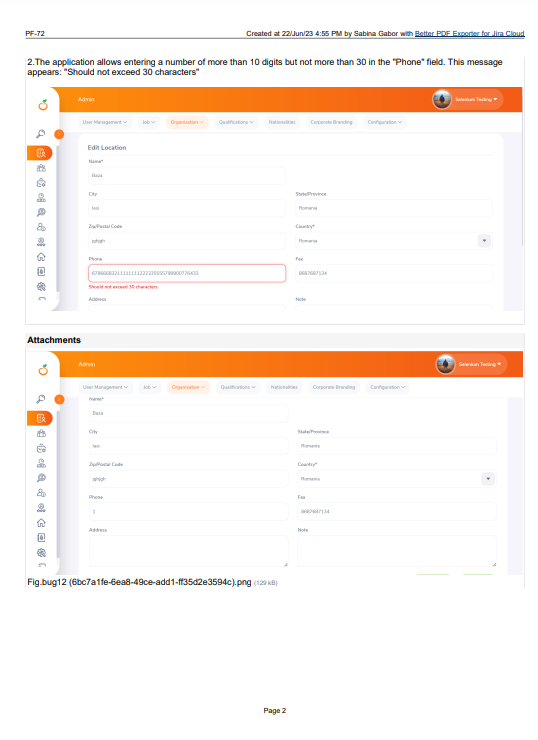 PF-72
Created at 22/Jun/23 4:55 PM by Sabina Gabor with Better PDF Exporter for Jira Cloud
2.The application allows entering a number of more than 10 digits but not more than 30 in the "Phone" field. This message
appears: "Should not exceed 30 characters"
Admin
Selenium Testing
User Management
Job
Organization
Qualifications
Nationalities
Corporate Branding
Configuration
Edit Location
Name*
Baza
City
State/Province
Iasi
Romania
Zip/Postal Code
Country*
jghjgh
Romania
Phone
Fax
8687687134
Should not exceed 30 characters
Address
Note
Attachments
Admin
Selenium Testing
User Management
Job
Organization
Qualifications
Nationalities
Corporate Branding
Configuration
Name*
Baza
City
State/Province
Iasi
Romania
Zip/Postal Code
Country*
jghjgh
Romania
Phone
Fax
1
8687687134
Address
Note
Fig.bug12 (6bc7a1fe-6ea8-49ce-add1-ff35d2e3594c).png (129 kB)
Page 2